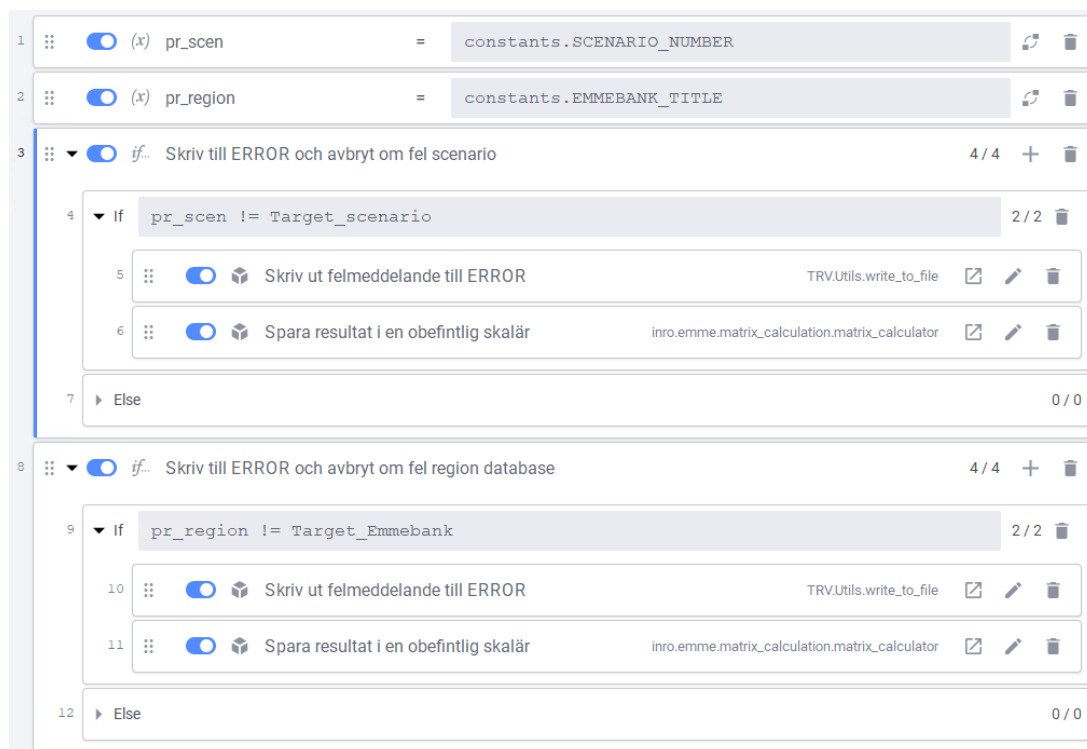 1 (x) pr_scen = constants.SCENARIO_NUMBER
2 (x) pr_region = constants.EMMEBANK_TITLE
3 if... Skriv till ERROR och avbryt om fel scenario 4 / 4
4 If pr_scen != Target_scenario 2 / 2
5 Skriv ut felmeddelande till ERROR TRV.Utils.write_to_file
6 Spara resultat i en obefintlig skalär inro.emme.matrix_calculation.matrix_calculator
7 Else 0 / 0
8 if... Skriv till ERROR och avbryt om fel region database 4 / 4
9 If pr_region != Target_Emmebank 2 / 2
10 Skriv ut felmeddelande till ERROR TRV.Utils.write_to_file
11 Spara resultat i en obefintlig skalär inro.emme.matrix_calculation.matrix_calculator
12 Else 0 / 0